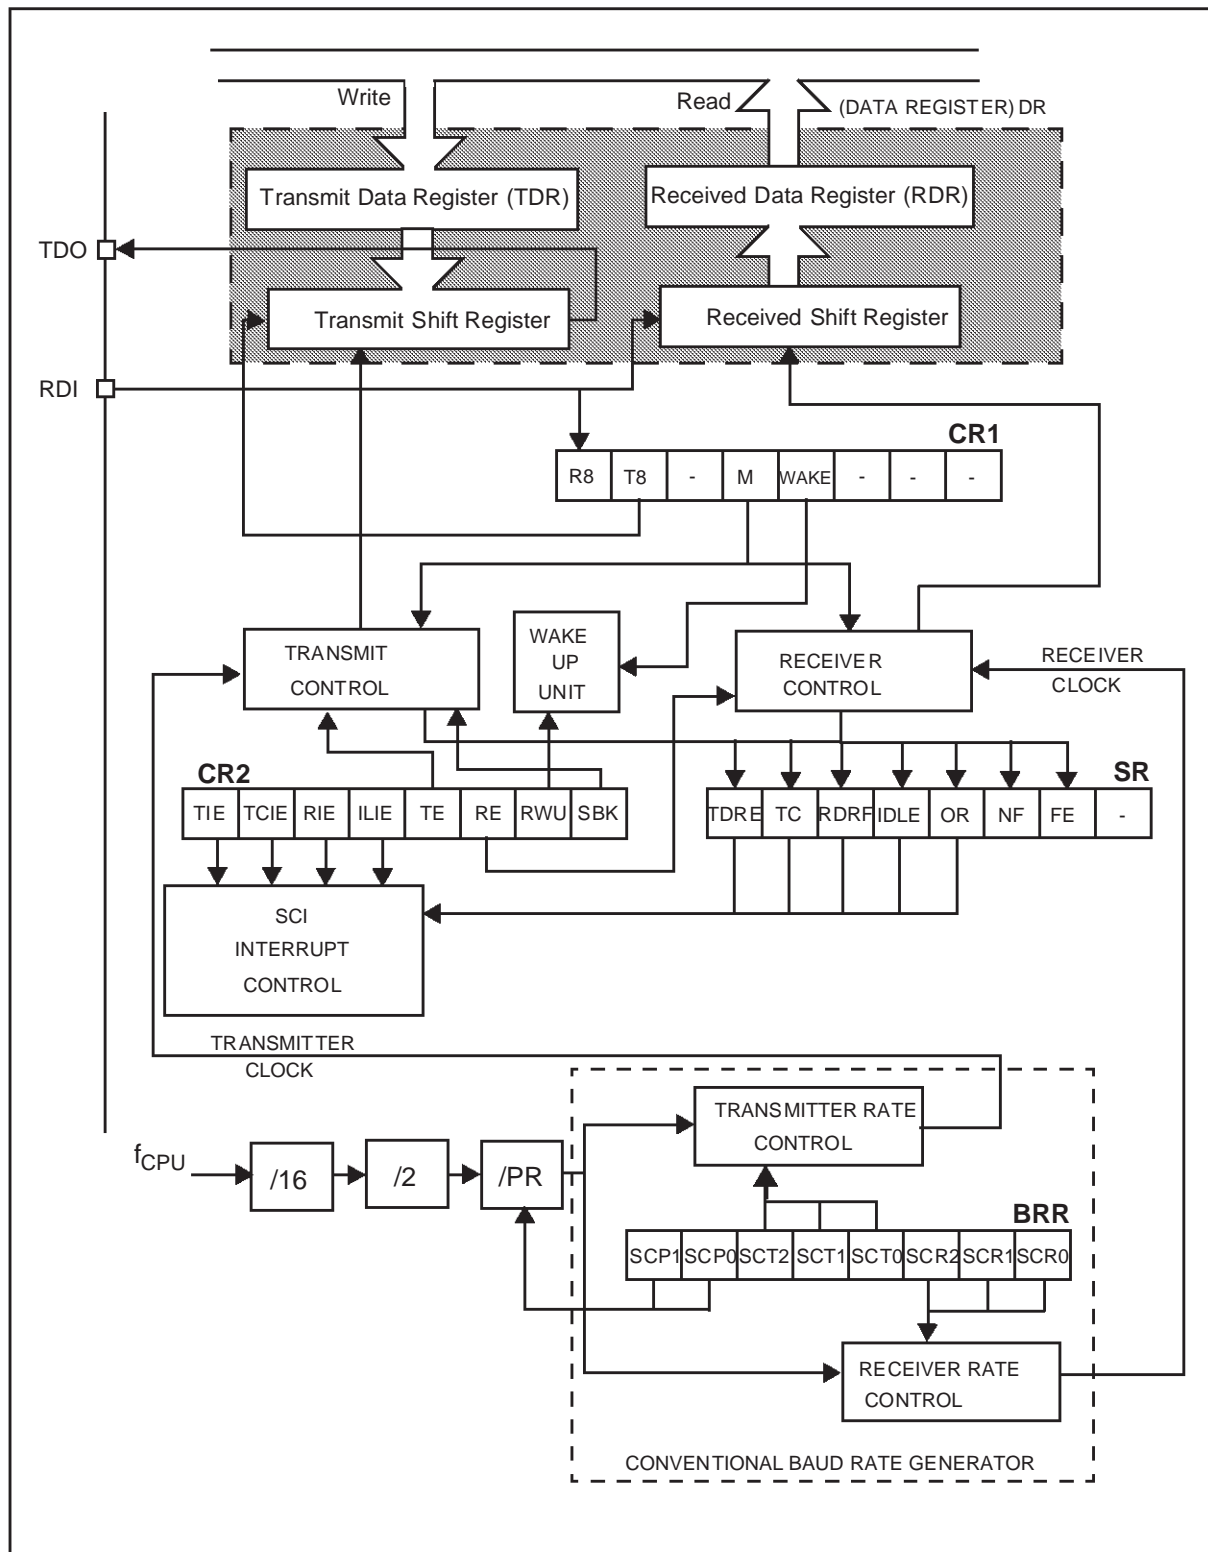 Write
Read
(DATA REGISTER) DR
Transmit Data Register (TDR)
Received Data Register (RDR)
TDO
Transmit Shift Register
Received Shift Register
RDI
CR1
R8 T8 - M WAKE - - -
TRANSMIT
CONTROL
WAKE
UP
UNIT
RECEIVER
CONTROL
RECEIVER
CLOCK
CR2
TIE TCIE RIE ILIE TE RE RWU SBK
SR
TDRE TC RDRF IDLE OR NF FE -
SCI
INTERRUPT
CONTROL
TRANSMITTER
CLOCK
TRANSMITTER RATE
CONTROL
fCPU
/16
/2
/PR
BRR
SCP1 SCP0 SCT2 SCT1 SCT0 SCR2 SCR1 SCR0
RECEIVER RATE
CONTROL
CONVENTIONAL BAUD RATE GENERATOR